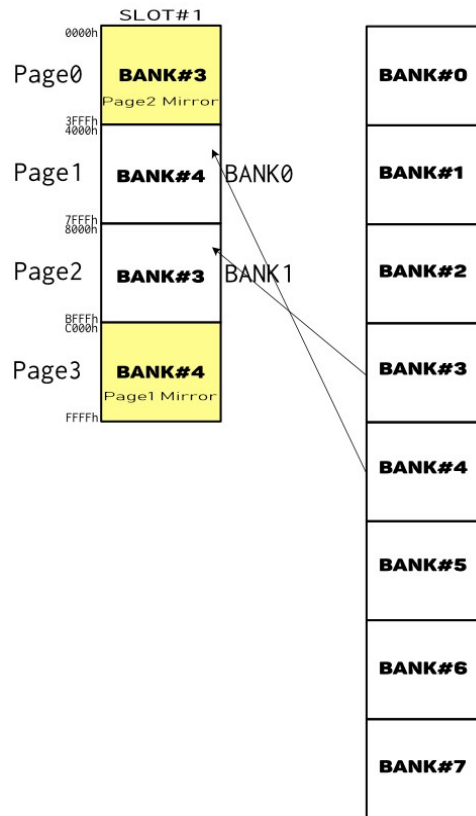 SLOT#1
0000h
Page0
BANK#3
Page2 Mirror
3FFFh
4000h
Page1
BANK#4
BANK0
7FFFh
8000h
Page2
BANK#3
BANK1
BFFFh
C000h
Page3
BANK#4
Page1 Mirror
FFFFh
BANK#0
BANK#1
BANK#2
BANK#3
BANK#4
BANK#5
BANK#6
BANK#7